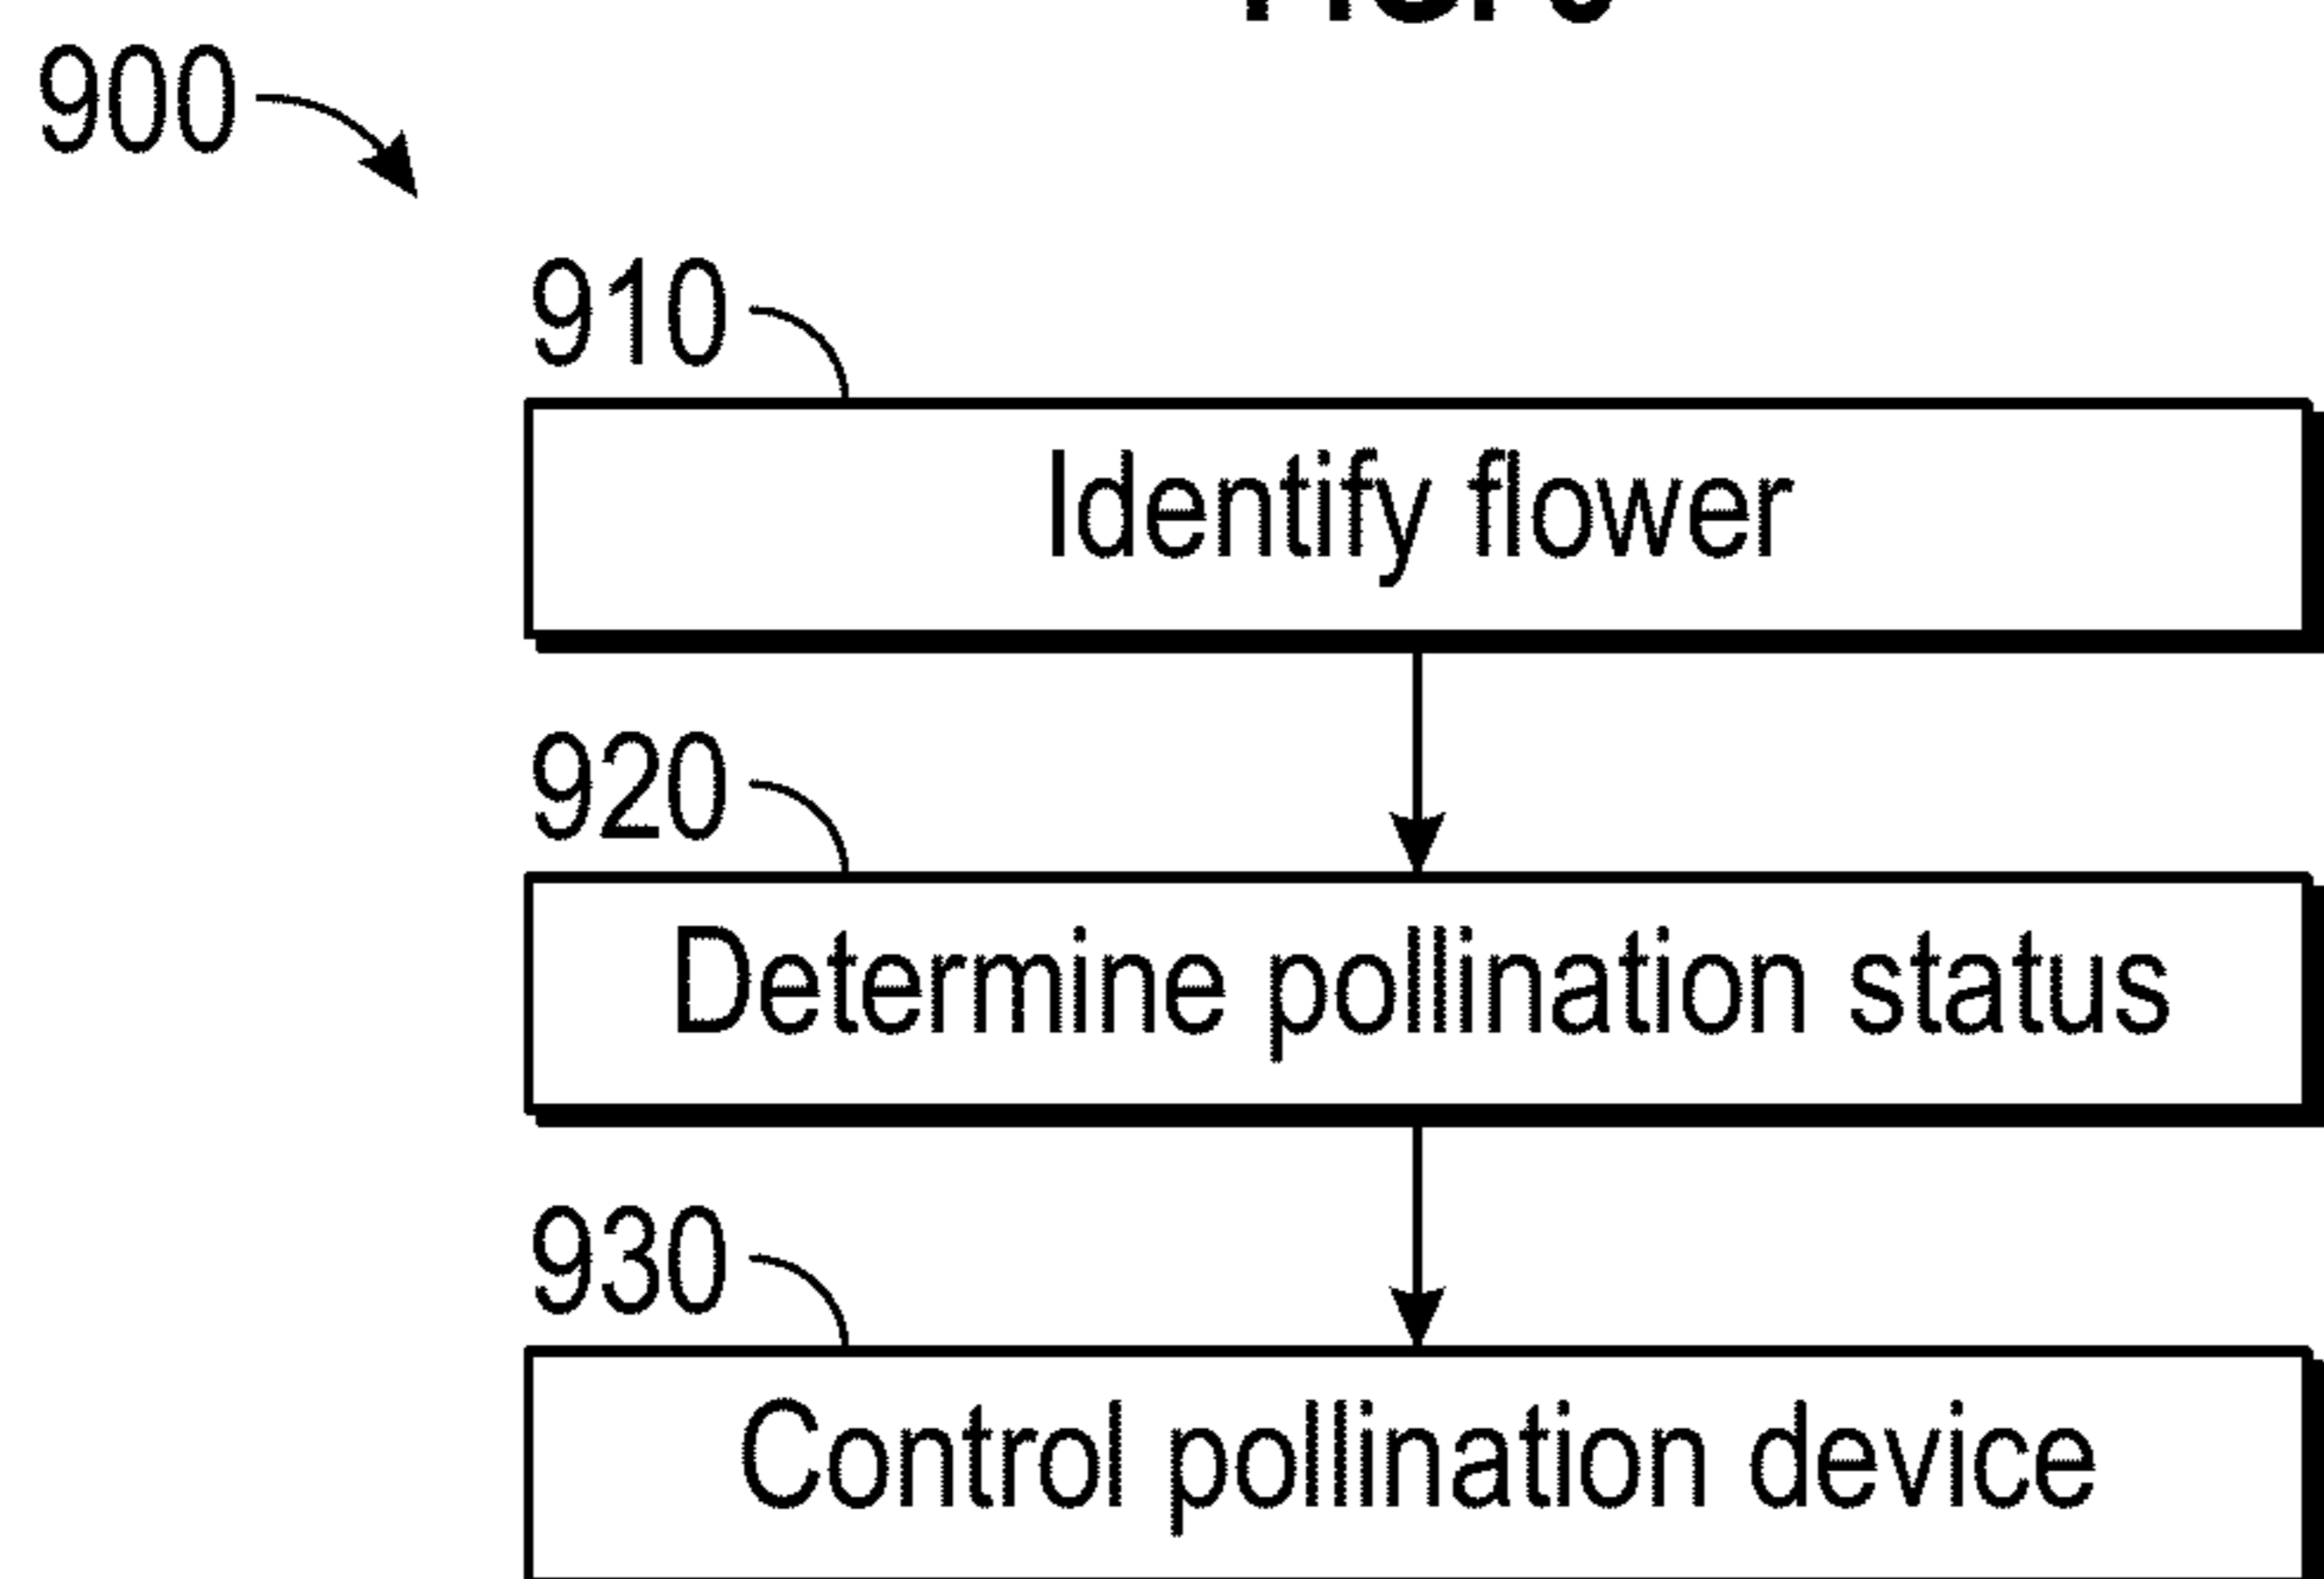 900
910
Identify flower
920
Determine pollination status
930
Control pollination device